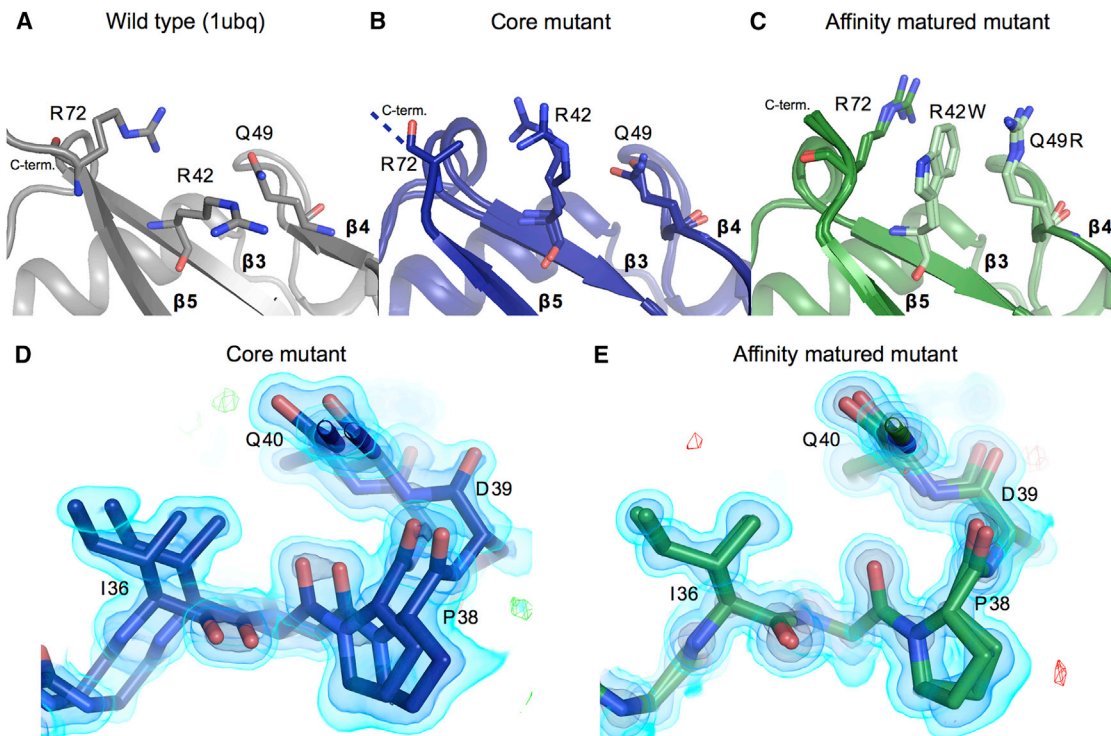 A Wild type (1ubq)
R72
C-term.
R42
Q49
β3
β4
β5
B Core mutant
C-term.
R72
R42
Q49
β3
β4
β5
C Affinity matured mutant
C-term.
R72
R42W
Q49R
β3
β4
β5
D Core mutant
Q40
D39
I36
P38
E Affinity matured mutant
Q40
D39
I36
P38